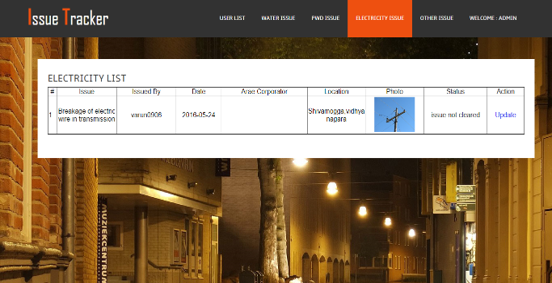 Issue Tracker
USER LIST WATER ISSUE PWD ISSUE ELECTRICITY ISSUE OTHER ISSUE WELCOME : ADMIN
ELECTRICITY LIST
# Issue Issued By Date Arae Corporator Location Photo Status Action
1 Breakage of electric wire in transmission varun0906 2016-05-24 Shivamogga,vidhya nagara issue not cleared Update
MUZIEKCENTRUM